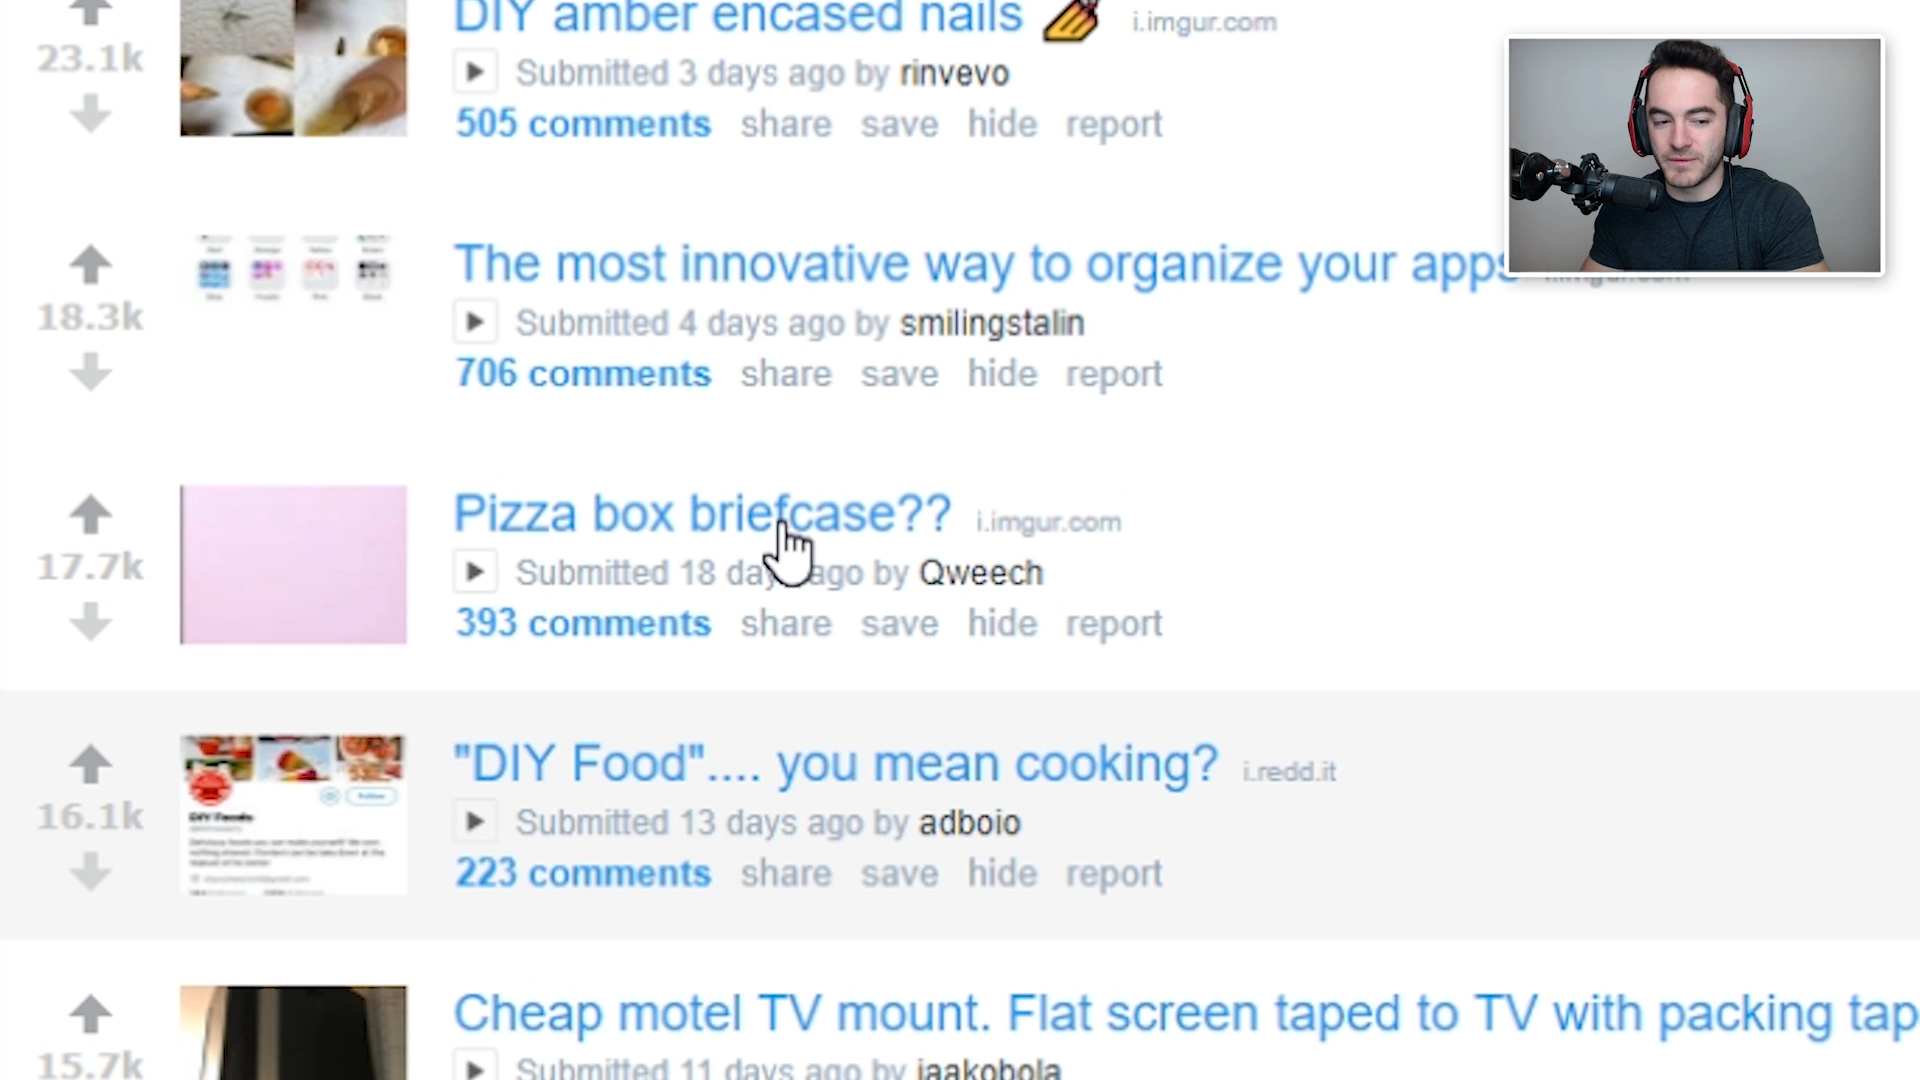 DIY amber encased nails i.imgur.com
23.1k
Submitted 3 days ago by rinvevo
505 comments share save hide report
The most innovative way to organize your apps
18.3k
Submitted 4 days ago by smilingstalin
706 comments share save hide report
Pizza box briefcase?? i.imgur.com
17.7k
Submitted 18 days ago by Qweech
393 comments share save hide report
"DIY Food".... you mean cooking? i.redd.it
16.1k
Submitted 13 days ago by adboio
223 comments share save hide report
Cheap motel TV mount. Flat screen taped to TV with packing tap
15.7k
Submitted 11 days ago by jaakobola